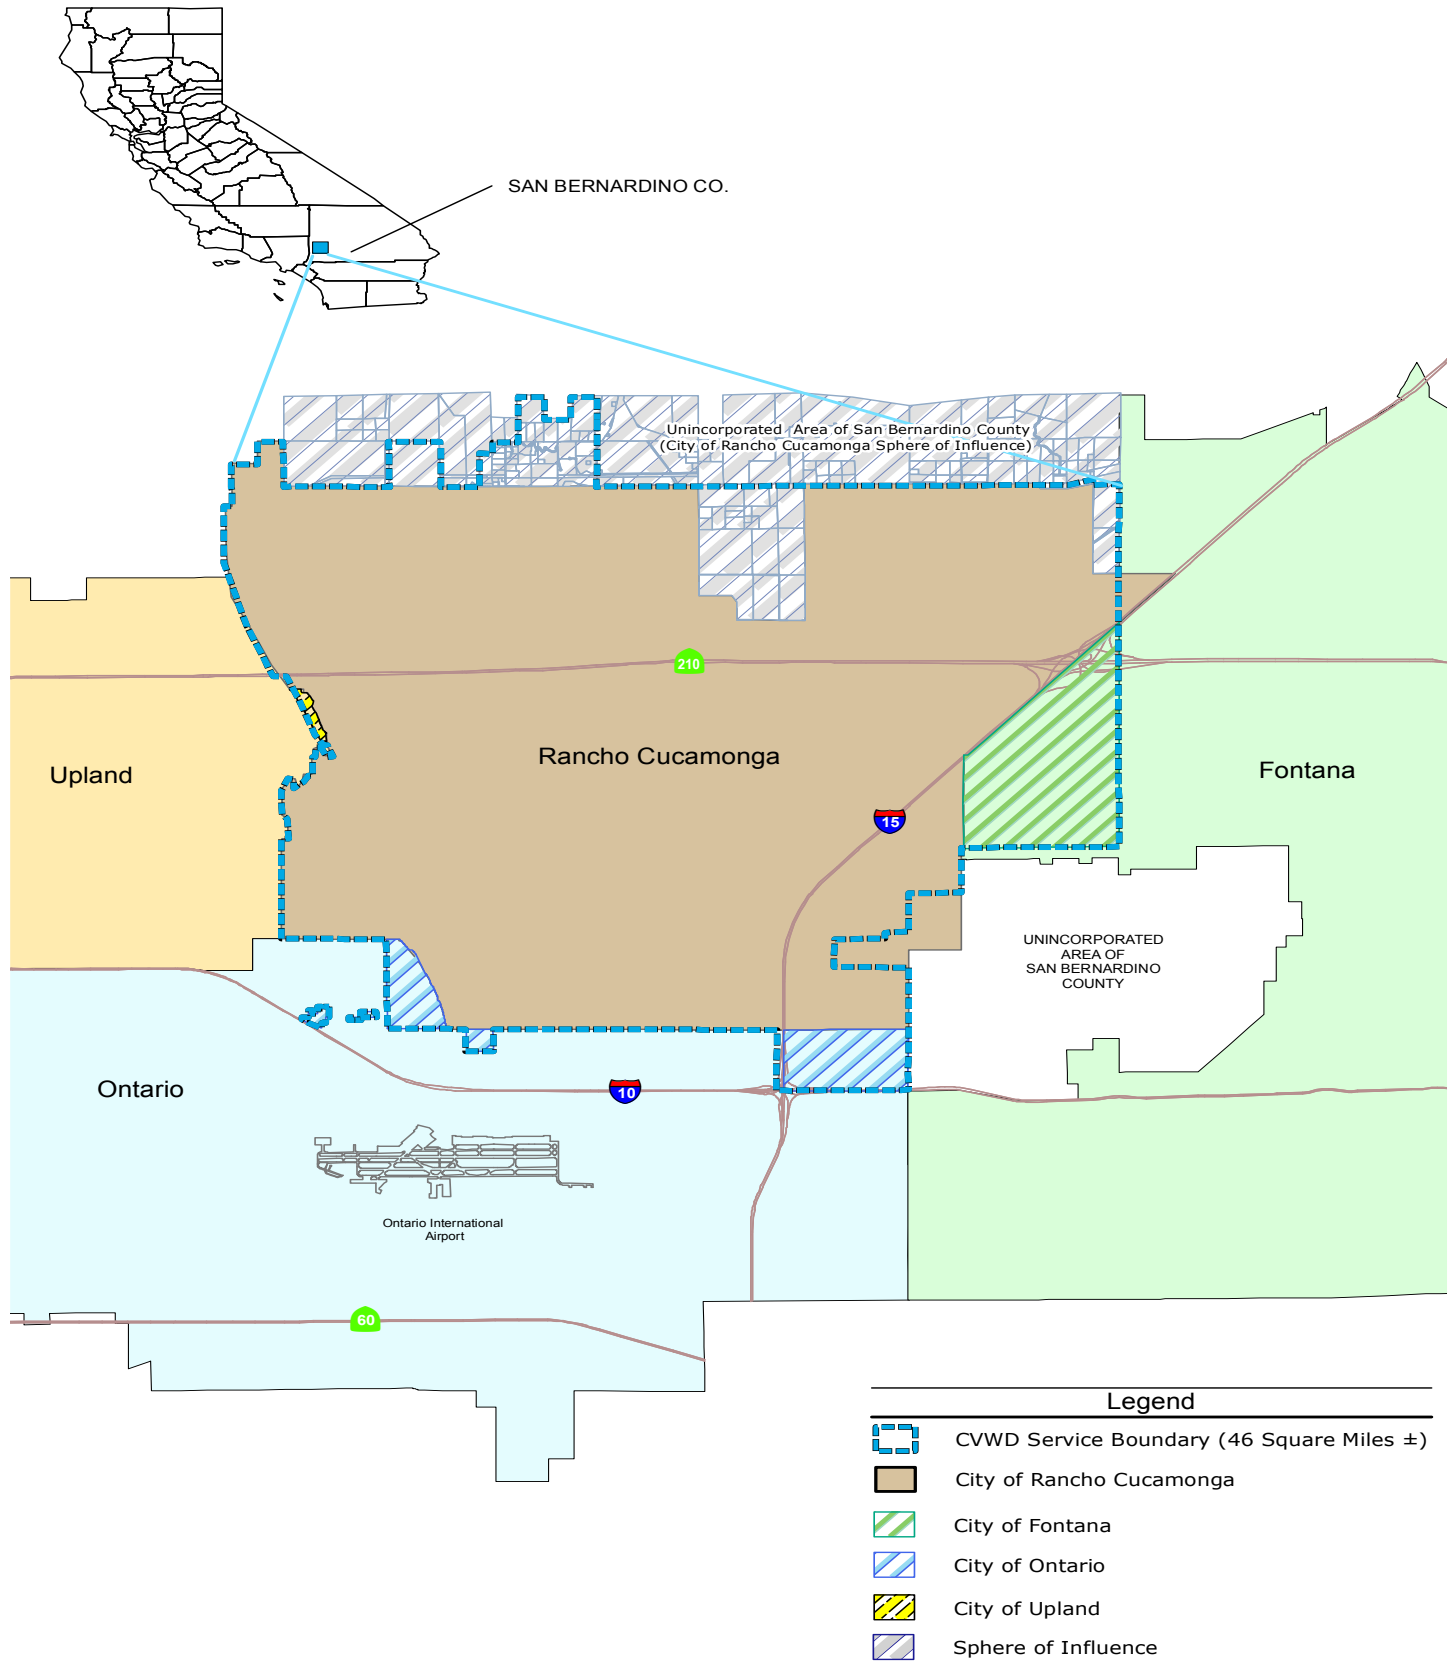 SAN BERNARDINO CO.
Unincorporated Area of San Bernardino County
(City of Rancho Cucamonga Sphere of Influence)
210
Rancho Cucamonga
Upland
Fontana
15
UNINCORPORATED
AREA OF
SAN BERNARDINO
COUNTY
Ontario
10
Ontario International
Airport
60
Legend
CVWD Service Boundary (46 Square Miles ±)
City of Rancho Cucamonga
City of Fontana
City of Ontario
City of Upland
Sphere of Influence